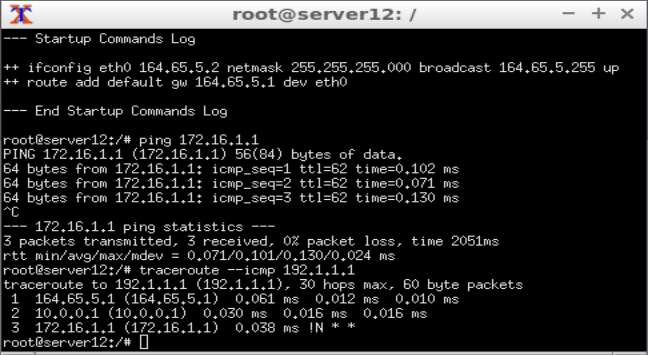 root@server12: /
--- Startup Commands Log
++ ifconfig eth0 164.65.5.2 netmask 255.255.255.000 broadcast 164.65.5.255 up
++ route add default gw 164.65.5.1 dev eth0
--- End Startup Commands Log
root@server12:/# ping 172.16.1.1
PING 172.16.1.1 (172.16.1.1) 56(84) bytes of data.
64 bytes from 172.16.1.1: icmp_seq=1 ttl=62 time=0.102 ms
64 bytes from 172.16.1.1: icmp_seq=2 ttl=62 time=0.071 ms
64 bytes from 172.16.1.1: icmp_seq=3 ttl=62 time=0.130 ms
^C
--- 172.16.1.1 ping statistics ---
3 packets transmitted, 3 received, 0% packet loss, time 2051ms
rtt min/avg/max/mdev = 0.071/0.101/0.130/0.024 ms
root@server12:/# traceroute --icmp 192.1.1.1
traceroute to 192.1.1.1 (192.1.1.1), 30 hops max, 60 byte packets
1 164.65.5.1 (164.65.5.1) 0.061 ms 0.012 ms 0.010 ms
2 10.0.0.1 (10.0.0.1) 0.030 ms 0.016 ms 0.016 ms
3 172.16.1.1 (172.16.1.1) 0.038 ms !N * *
root@server12:/#